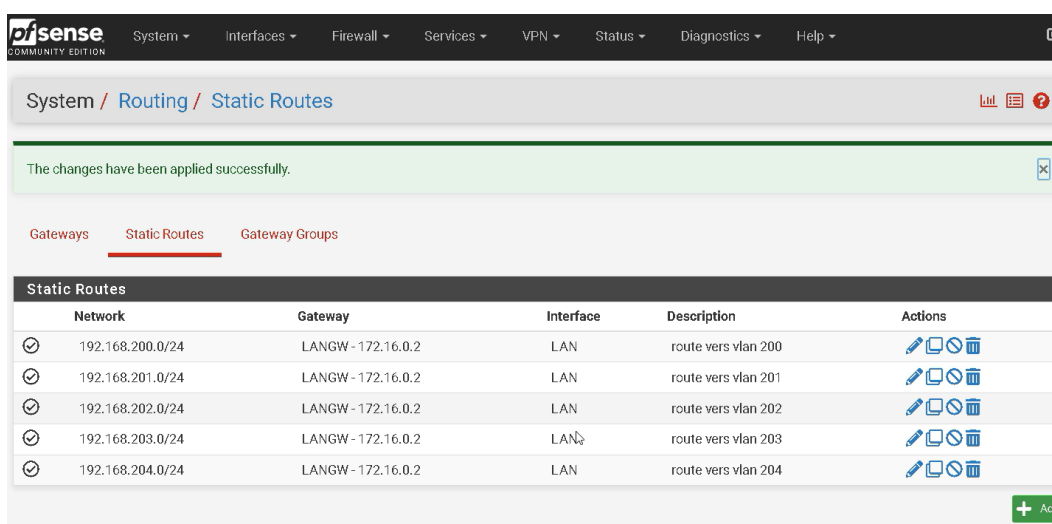 pfsense System Interfaces Firewall Services VPN Status Diagnostics Help
COMMUNITY EDITION
System / Routing / Static Routes
The changes have been applied successfully.
Gateways Static Routes Gateway Groups
Static Routes
Network Gateway Interface Description Actions
192.168.200.0/24 LANGW - 172.16.0.2 LAN route vers vlan 200
192.168.201.0/24 LANGW - 172.16.0.2 LAN route vers vlan 201
192.168.202.0/24 LANGW - 172.16.0.2 LAN route vers vlan 202
192.168.203.0/24 LANGW - 172.16.0.2 LAN route vers vlan 203
192.168.204.0/24 LANGW - 172.16.0.2 LAN route vers vlan 204